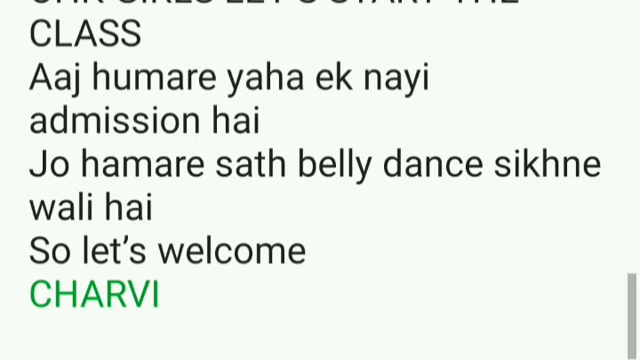 CLASS
Aaj humare yaha ek nayi
admission hai
Jo hamare sath belly dance sikhne
wali hai
So let's welcome
CHARVI